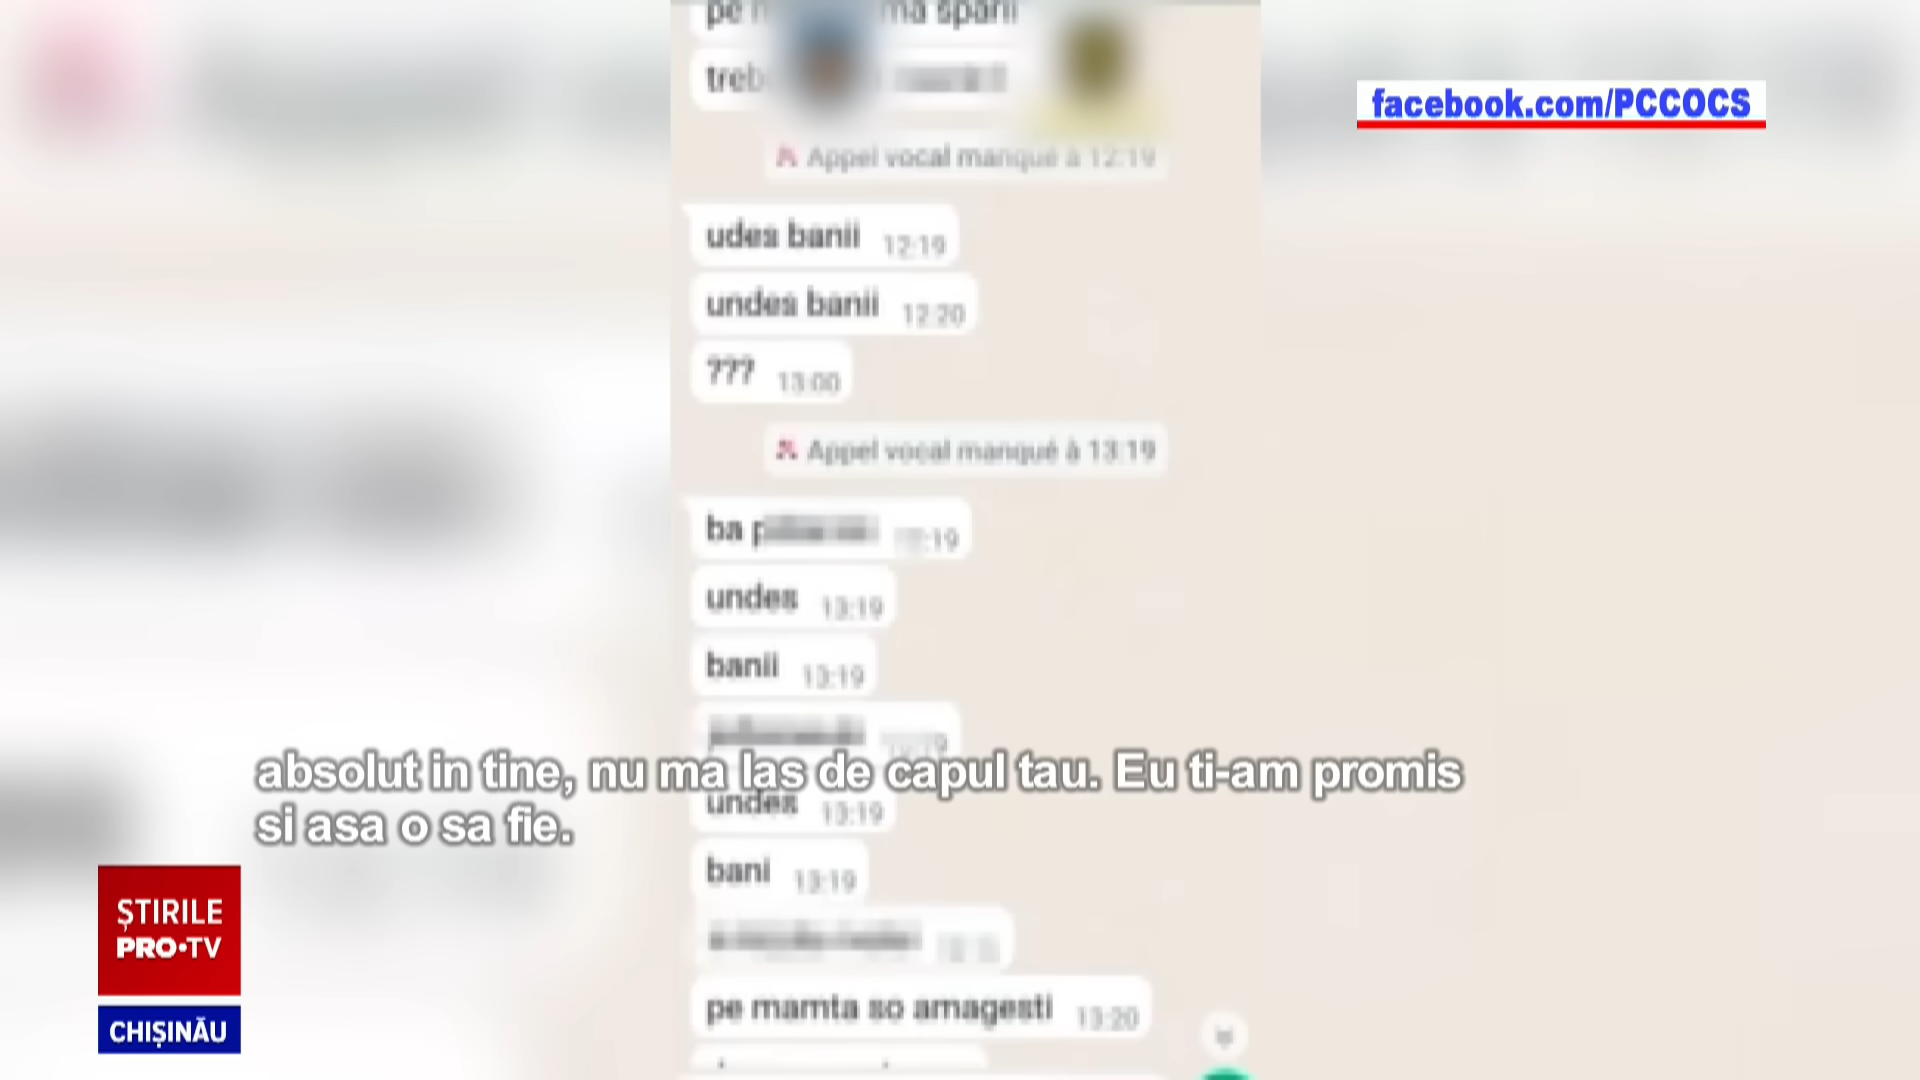 ma sparii
facebook.com/PCCOCS
Appel vocal manqué à 12:19
udes banii 12:19
undes banii 12:20
??? 13:00
Appel vocal manqué à 13:19
ba
undes 13:19
banii 13:19
absolut in tine, nu ma las de capul tau. Eu ti-am promis
si asa o sa fie.
undes 13:19
bani 13:19
pe mamta so amagesti 13:20
ȘTIRILE
PRO•TV
CHIȘINĂU